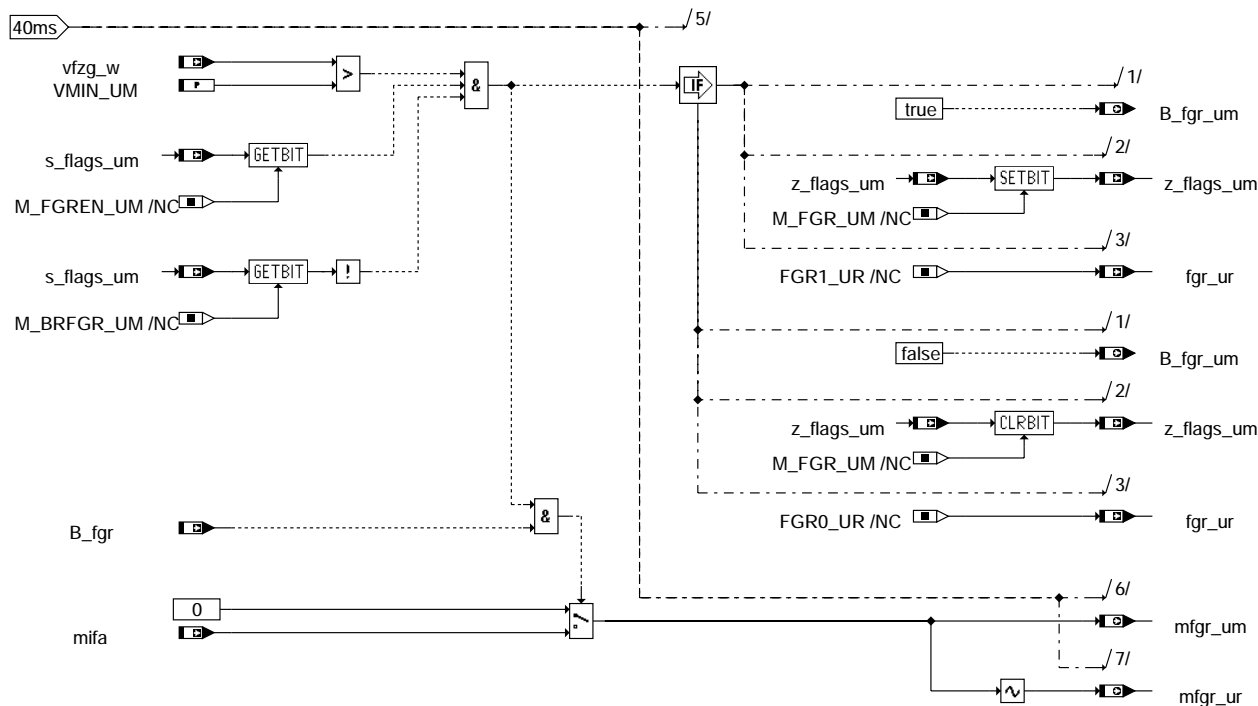 40ms
/5/
vfzg_w
VMIN_UM
P
>
&
IF
/1/
true
B_fgr_um
s_flags_um
GETBIT
/2/
M_FGREN_UM /NC
z_flags_um
SETBIT
z_flags_um
M_FGR_UM /NC
/3/
s_flags_um
GETBIT
!
FGR1_UR /NC
fgr_ur
M_BRFGR_UM /NC
/1/
false
B_fgr_um
/2/
z_flags_um
CLRBIT
z_flags_um
M_FGR_UM /NC
/3/
B_fgr
&
FGR0_UR /NC
fgr_ur
/6/
0
mifa
mfgr_um
/7/
mfgr_ur